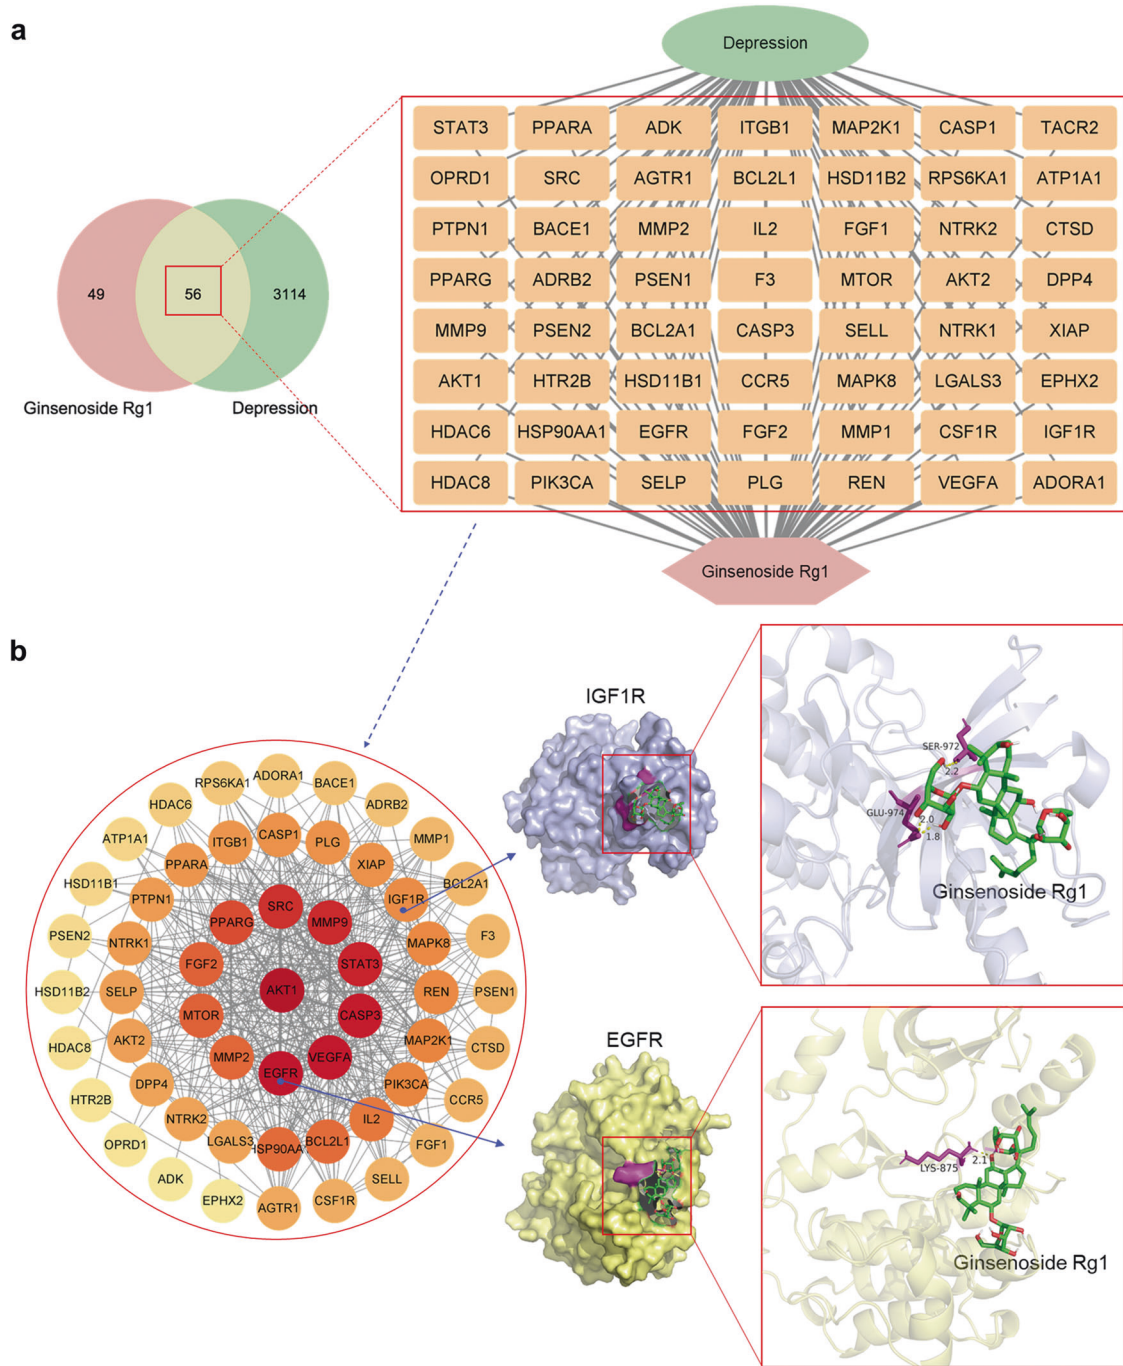 a
Depression
STAT3 PPARA ADK ITGB1 MAP2K1 CASP1 TACR2
OPRD1 SRC AGTR1 BCL2L1 HSD11B2 RPS6KA1 ATP1A1
PTPN1 BACE1 MMP2 IL2 FGF1 NTRK2 CTSD
PPARG ADRB2 PSEN1 F3 MTOR AKT2 DPP4
MMP9 PSEN2 BCL2A1 CASP3 SELL NTRK1 XIAP
AKT1 HTR2B HSD11B1 CCR5 MAPK8 LGALS3 EPHX2
HDAC6 HSP90AA1 EGFR FGF2 MMP1 CSF1R IGF1R
HDAC8 PIK3CA SELP PLG REN VEGFA ADORA1
49 56 3114
Ginsenoside Rg1 Depression
Ginsenoside Rg1
b
ADORA1
RPS6KA1 BACE1
HDAC6 ADRB2
ATP1A1 ITGB1 CASP1 PLG MMP1
PPARA XIAP
HSD11B1 PTPN1 IGF1R BCL2A1
PSEN2 NTRK1 PPARG SRC MMP9 MAPK8 F3
FGF2 STAT3
HSD11B2 SELP AKT1 REN PSEN1
MTOR CASP3
HDAC8 AKT2 MMP2 VEGFA MAP2K1 CTSD
EGFR
HTR2B DPP4 PIK3CA CCR5
OPRD1 NTRK2 IL2 FGF1
LGALS3 HSP90AA BCL2L1
ADK SELL
EPHX2 AGTR1 CSF1R
IGF1R
SER-972
2.2
GLU-974
2.0
1.8
Ginsenoside Rg1
EGFR
LYS-875
2.1
Ginsenoside Rg1